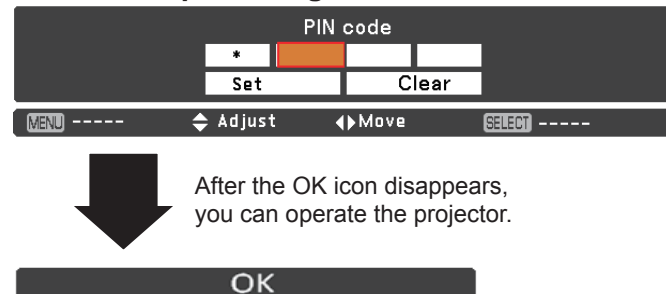 PIN code
*
Set Clear
MENU ----- Adjust Move SELECT -----
After the OK icon disappears,
you can operate the projector.
OK